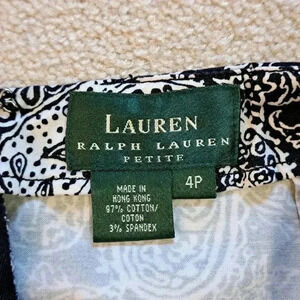 LAUREN
RALPH LAUREN
PETITE
4P
MADE IN
HONG KONG
97% COTTON/
COTON
3% SPANDEX